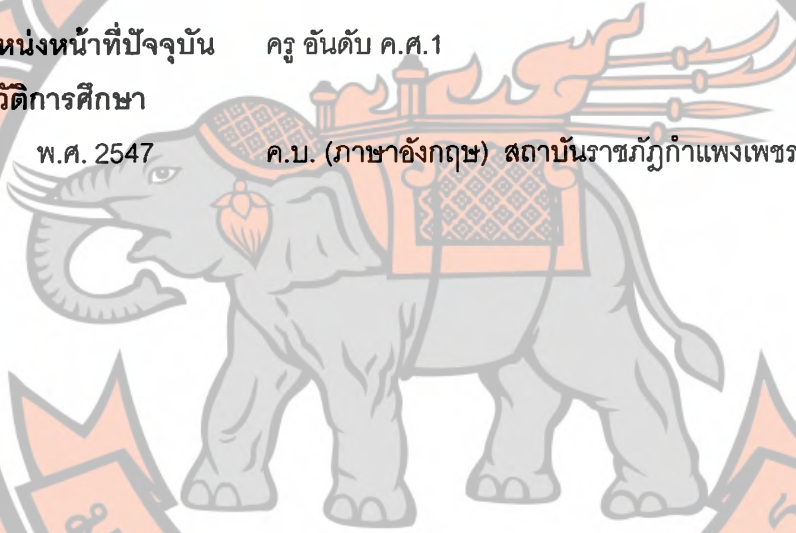 หน่งหน้าที่ปัจจุบัน ครู อันดับ ค.ศ.1
วัติการศึกษา
พ.ศ. 2547 ค.บ. (ภาษาอังกฤษ) สถาบันราชภัฏกำแพงเพชร